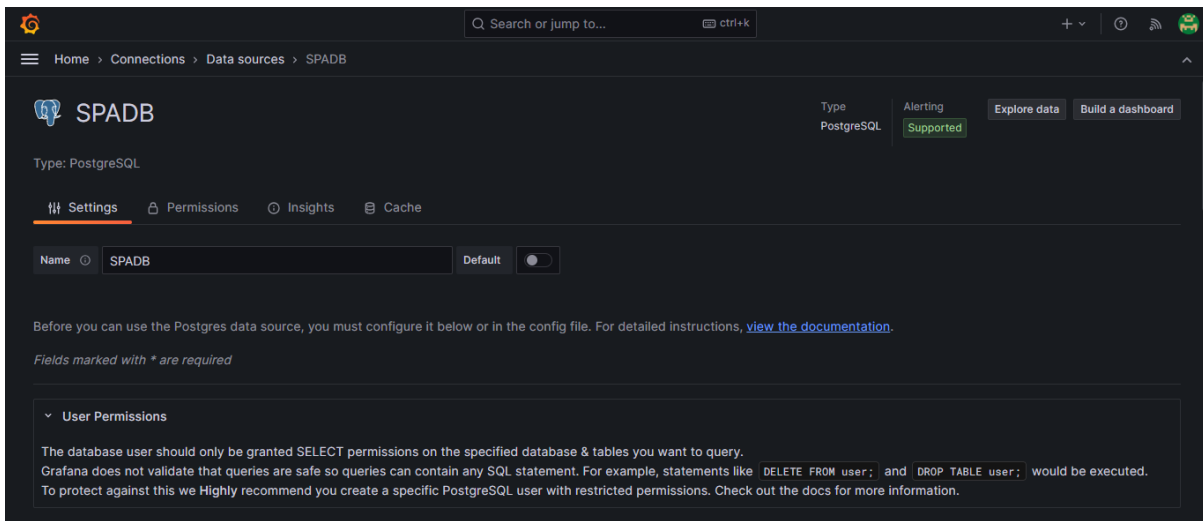 Search or jump to... ctrl+k
Home > Connections > Data sources > SPADB
SPADB
Type
PostgreSQL
Alerting
Supported
Explore data
Build a dashboard
Type: PostgreSQL
Settings Permissions Insights Cache
Name SPADB Default
Before you can use the Postgres data source, you must configure it below or in the config file. For detailed instructions, view the documentation.
Fields marked with * are required
User Permissions
The database user should only be granted SELECT permissions on the specified database & tables you want to query.
Grafana does not validate that queries are safe so queries can contain any SQL statement. For example, statements like DELETE FROM user; and DROP TABLE user; would be executed.
To protect against this we Highly recommend you create a specific PostgreSQL user with restricted permissions. Check out the docs for more information.